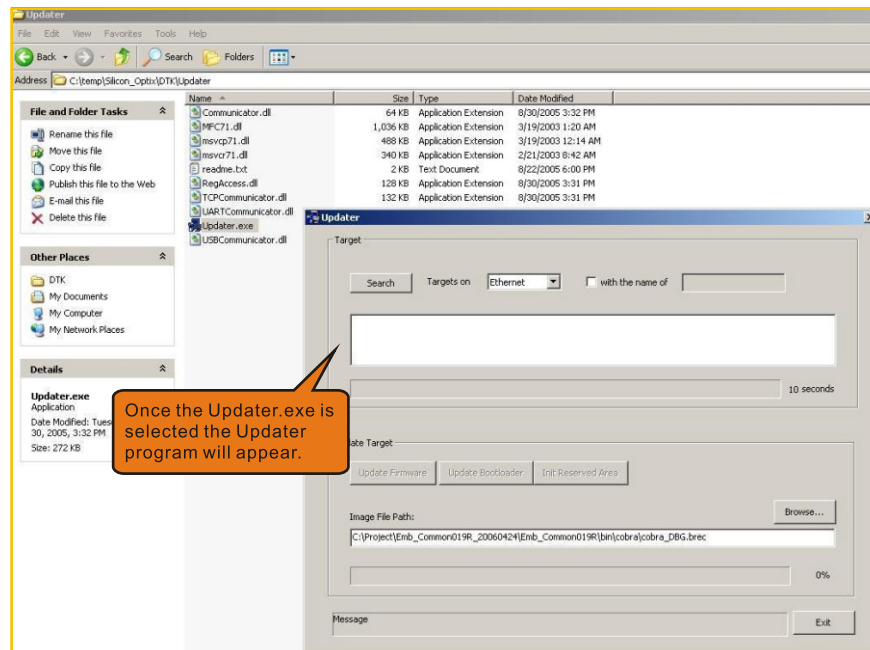 Updater
File Edit View Favorites Tools Help
Back Search Folders
Address C:\temp\Silicon_Optix\DTK\Updater
File and Folder Tasks
Rename this file
Move this file
Copy this file
Publish this file to the Web
E-mail this file
Delete this file
Other Places
DTK
My Documents
My Computer
My Network Places
Details
Updater.exe
Application
Date Modified: Tues
30, 2005, 3:32 PM
Size: 272 KB
Name Size Type Date Modified
Communicator.dll 64 KB Application Extension 8/30/2005 3:32 PM
MFC71.dll 1,036 KB Application Extension 3/19/2003 1:20 AM
msvcp71.dll 488 KB Application Extension 3/19/2003 12:14 AM
msvcr71.dll 340 KB Application Extension 2/21/2003 8:42 AM
readme.txt 2 KB Text Document 8/22/2005 6:00 PM
RegAccess.dll 128 KB Application Extension 8/30/2005 3:31 PM
TCPCommunicator.dll 132 KB Application Extension 8/30/2005 3:31 PM
UARTCommunicator.dll
Updater.exe
USBCommunicator.dll
Updater
Target
Search Targets on Ethernet with the name of
10 seconds
Once the Updater.exe is
selected the Updater
program will appear.
ate Target
Update Firmware Update Bootloader Init Reserved Area
Image File Path: Browse...
C:\Project\Emb_Common019R_20060424\Emb_Common019R\bin\cobra\cobra_DBG.brec
0%
Message Exit